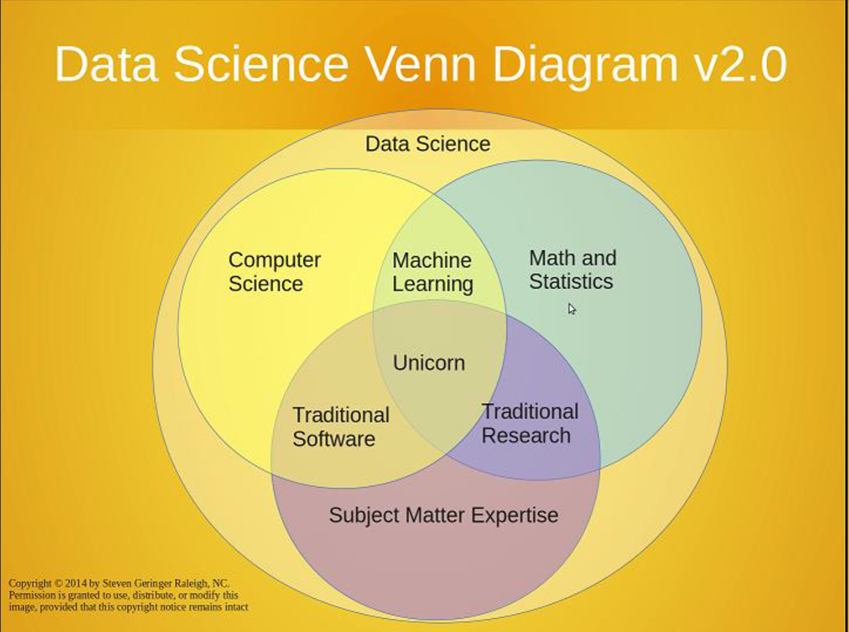 Data Science Venn Diagram v2.0
Data Science
Computer
Science
Machine
Learning
Math and
Statistics
Unicorn
Traditional
Software
Traditional
Research
Subject Matter Expertise
Copyright © 2014 by Steven Geringer Raleigh, NC.
Permission is granted to use, distribute, or modify this
image, provided that this copyright notice remains intact